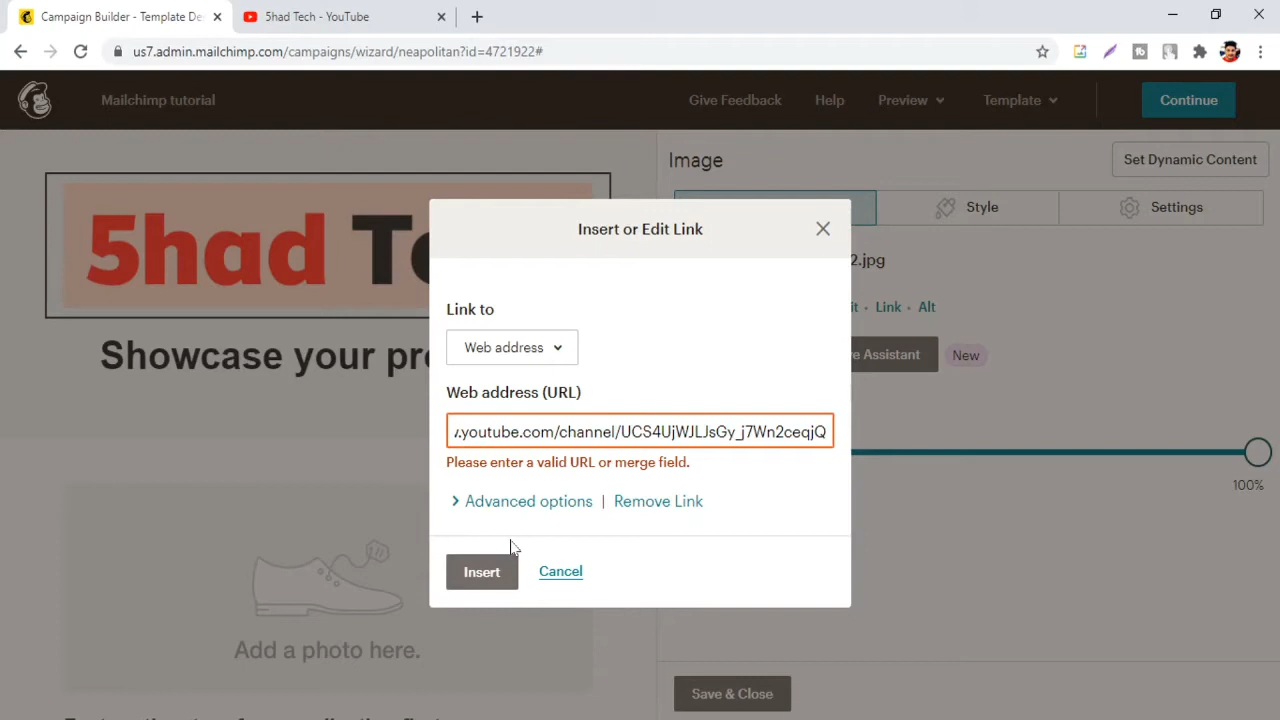 Campaign Builder - Template De
5had Tech - YouTube
us7.admin.mailchimp.com/campaigns/wizard/neapolitan?id=4721922#
Mailchimp tutorial
Give Feedback
Help
Preview
Template
Continue
Image
Set Dynamic Content
Style
Settings
5had Te
Insert or Edit Link
2.jpg
Link to
Link · Alt
Web address
Showcase your pr
Assistant
New
Web address (URL)
.youtube.com/channel/UCS4UjWJLJsGy_j7Wn2ceqjQ
Please enter a valid URL or merge field.
100%
Advanced options | Remove Link
Insert
Cancel
Add a photo here.
Save & Close